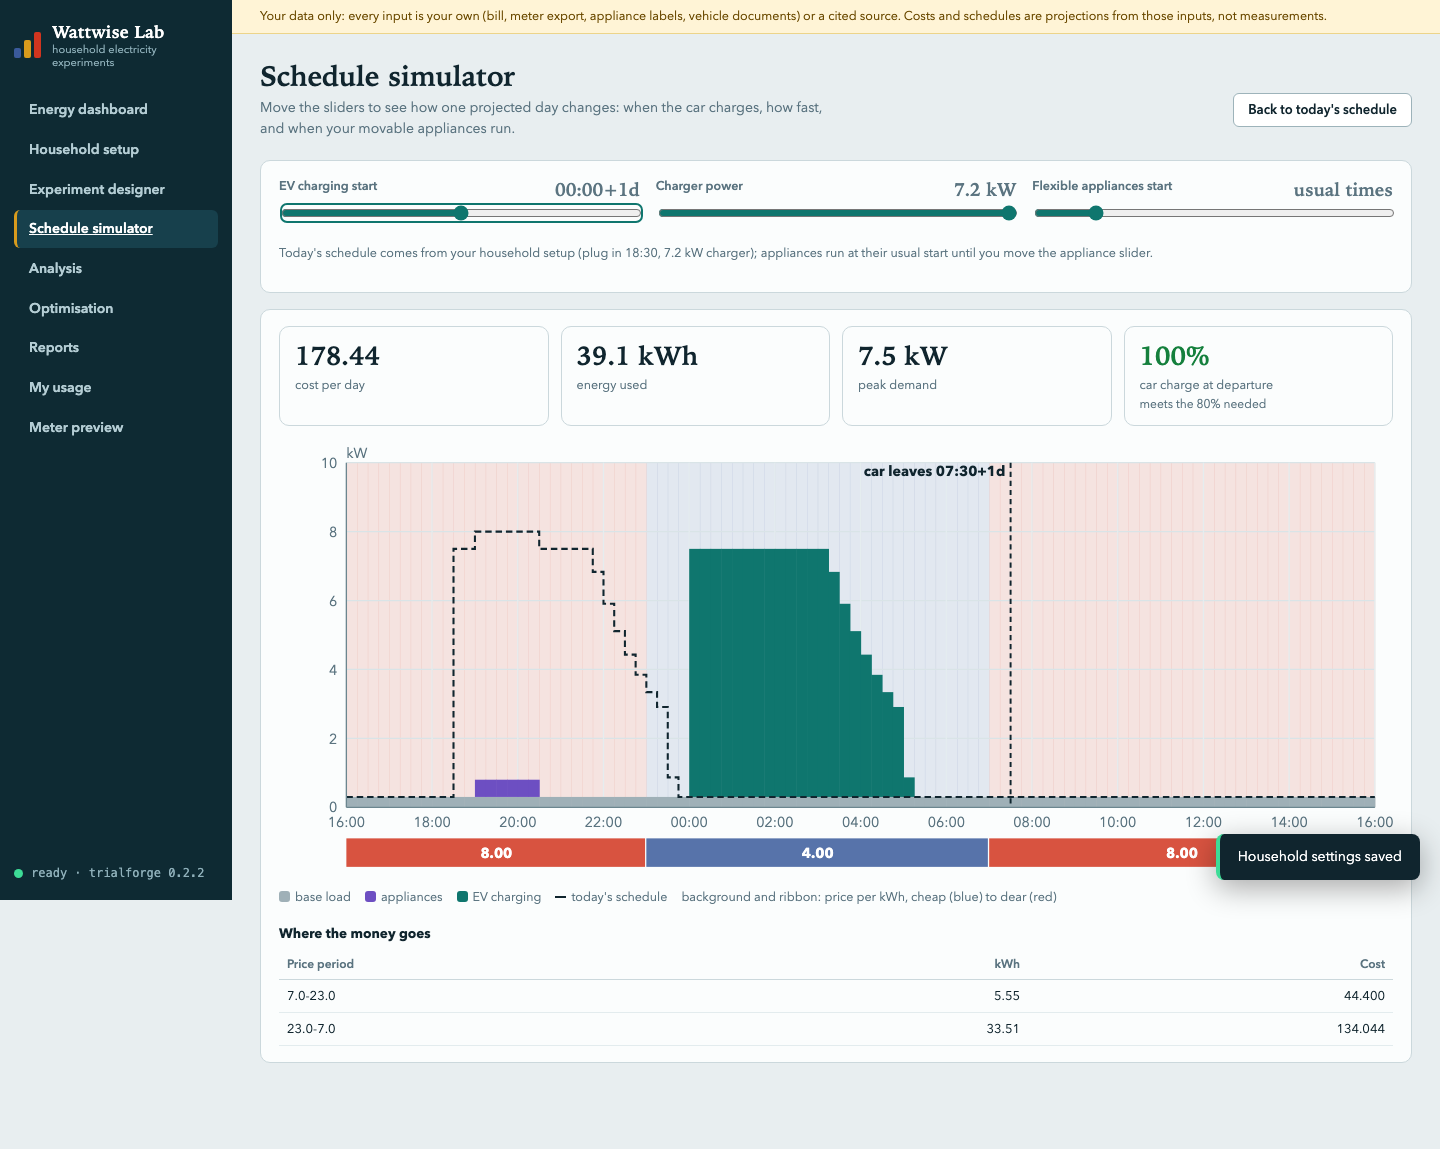 Your data only: every input is your own (bill, meter export, appliance labels, vehicle documents) or a cited source. Costs and schedules are projections from those inputs, not measurements.
Wattwise Lab
household electricity
experiments
Energy dashboard
Household setup
Experiment designer
Schedule simulator
Analysis
Optimisation
Reports
My usage
Meter preview
ready · trialforge 0.2.2
Schedule simulator
Move the sliders to see how one projected day changes: when the car charges, how fast,
and when your movable appliances run.
Back to today's schedule
EV charging start 00:00+1d
Charger power 7.2 kW
Flexible appliances start usual times
Today's schedule comes from your household setup (plug in 18:30, 7.2 kW charger); appliances run at their usual start until you move the appliance slider.
178.44
cost per day
39.1 kWh
energy used
7.5 kW
peak demand
100%
car charge at departure
meets the 80% needed
kW
10
8
6
4
2
0
car leaves 07:30+1d
16:00 18:00 20:00 22:00 00:00 02:00 04:00 06:00 08:00 10:00 12:00 14:00 16:00
8.00 4.00 8.00
Household settings saved
base load appliances EV charging today's schedule background and ribbon: price per kWh, cheap (blue) to dear (red)
Where the money goes
Price period kWh Cost
7.0-23.0 5.55 44.400
23.0-7.0 33.51 134.044